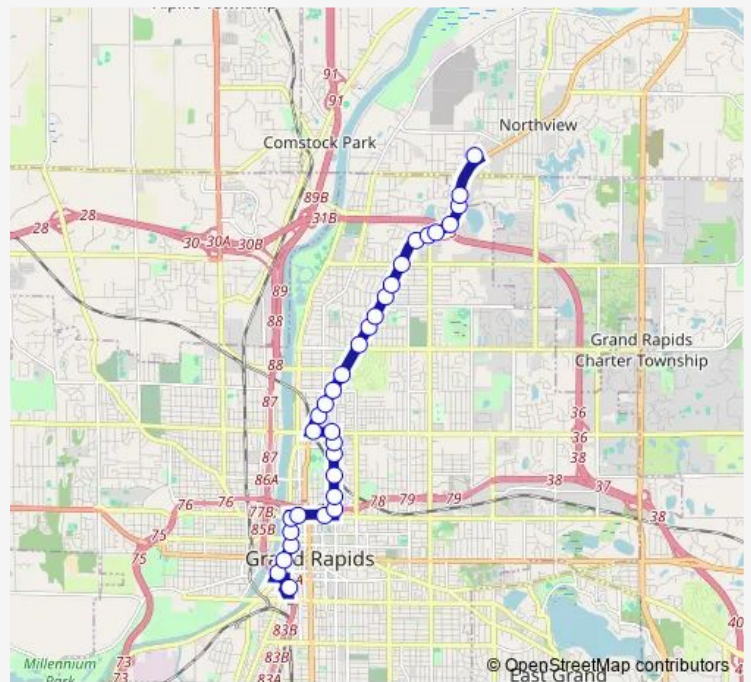 91
91
Northview
Comstock Park
89B
31B
28
28
30
30A
30B
89
88
Grand Rapids
Charter Township
88
87
36
36
38
87
86A
38
37
76
76
77B
78
79
79
38
85B
75
75
Grand Rapids
83B
40
Millennium
Park
73
73
83B
83A
© OpenStreetMap contributors
East Grand